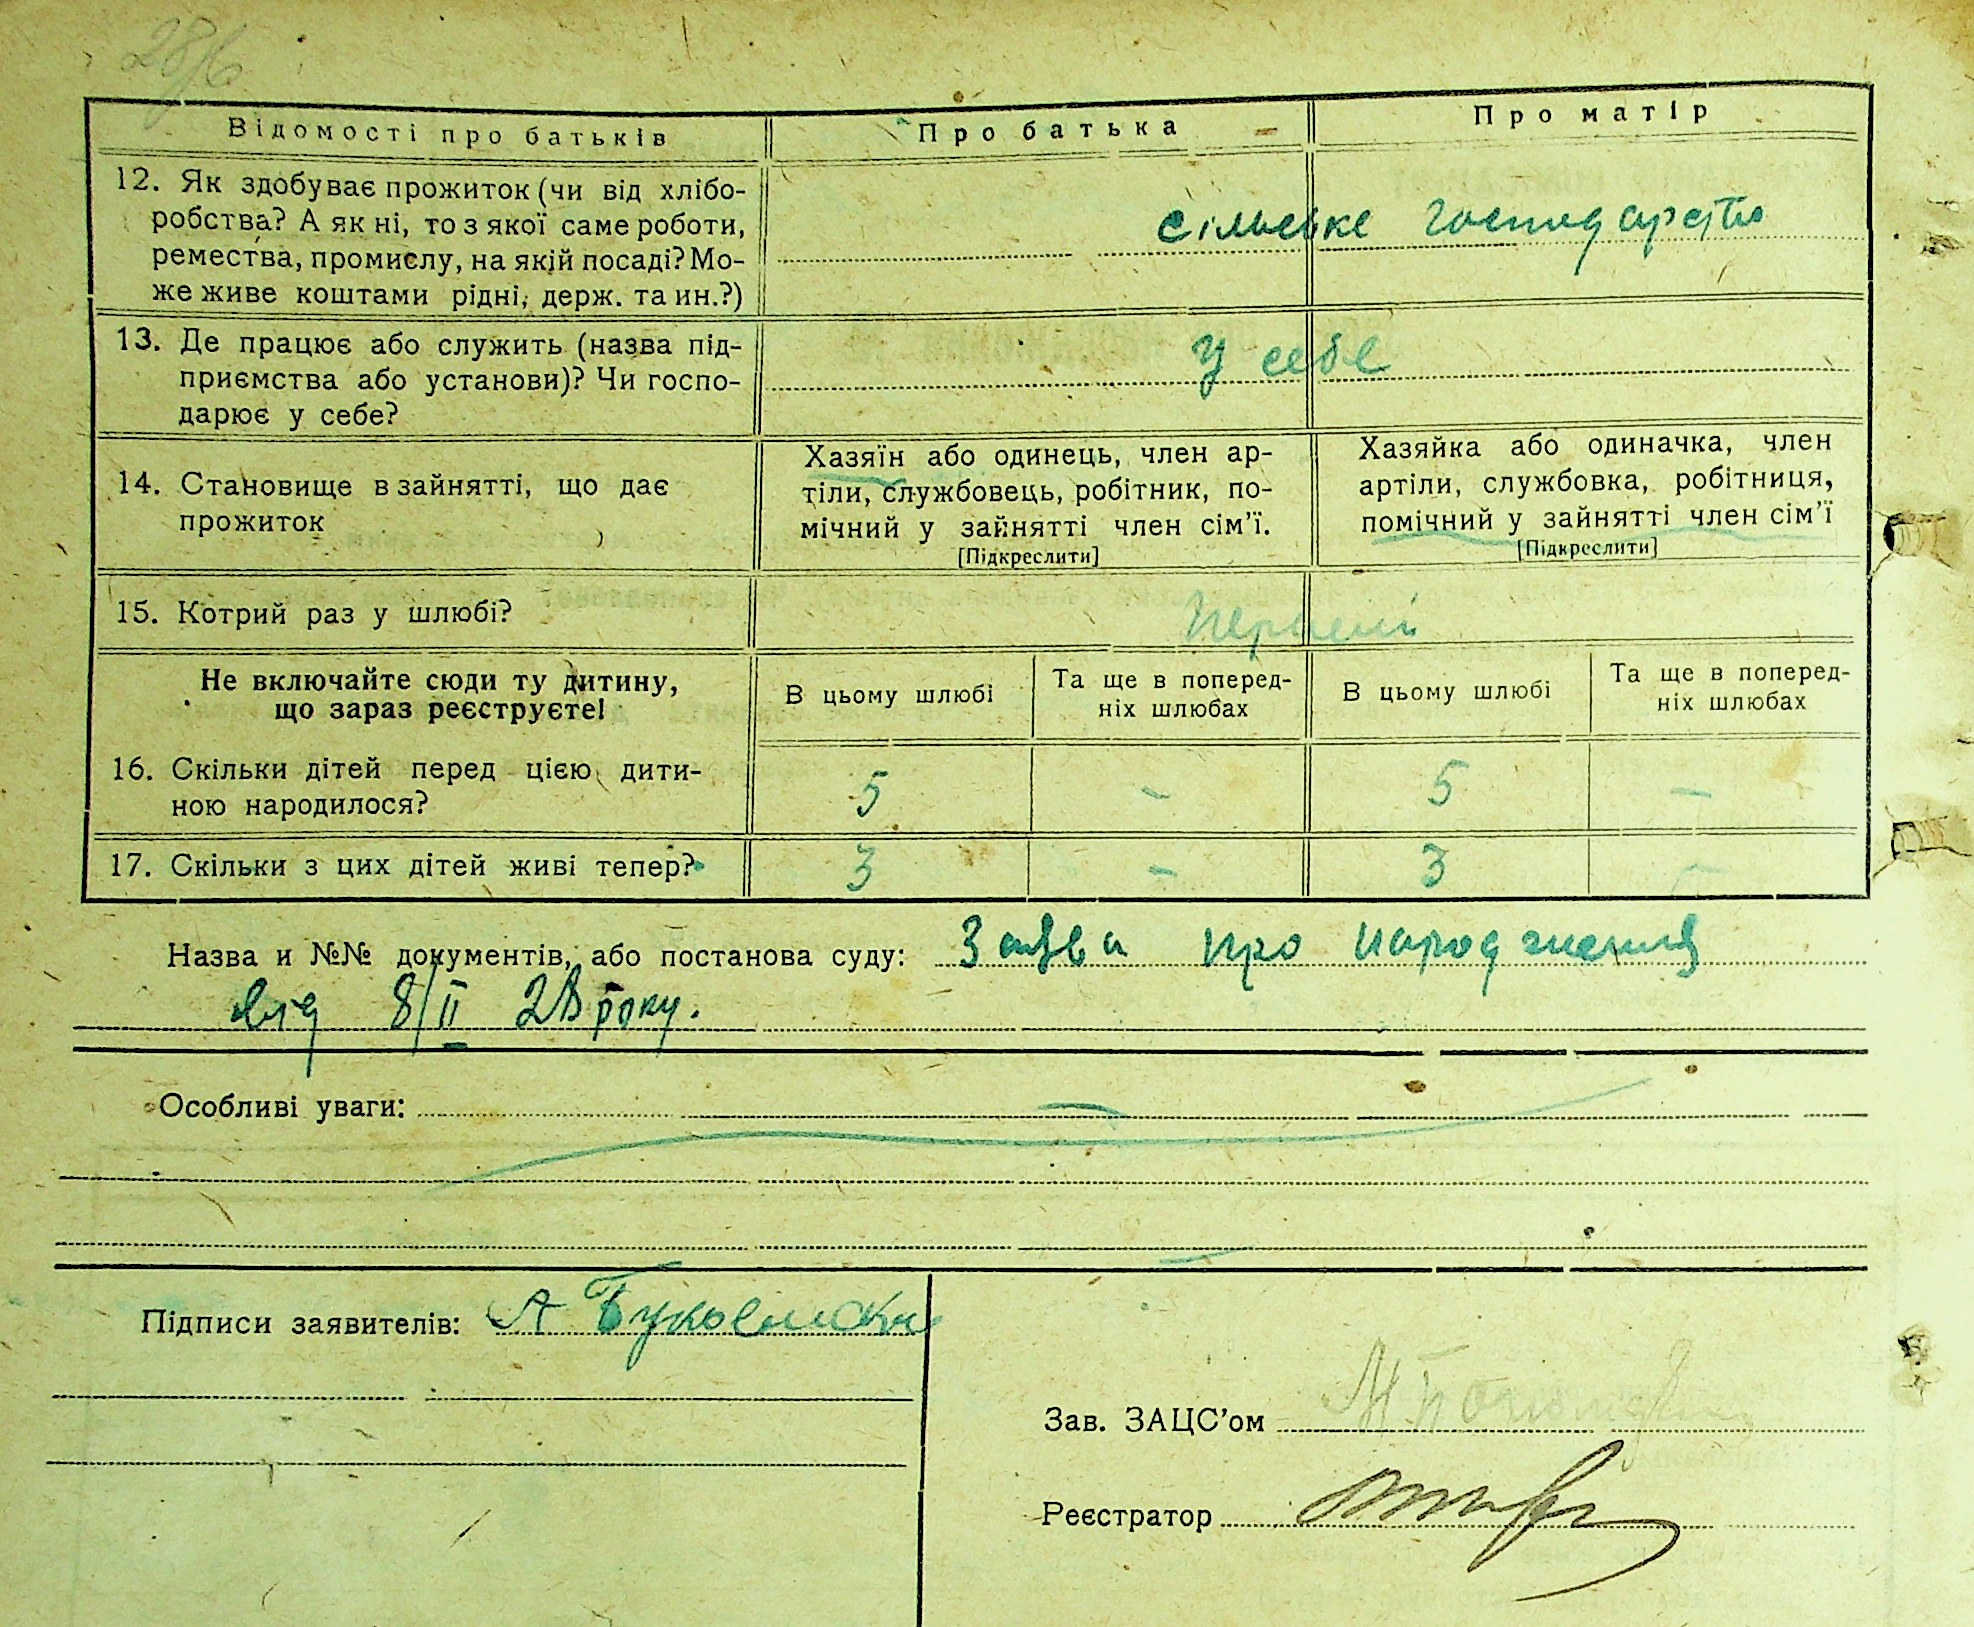 28/6
Відомості про батьків
Про батька
Про матір
12. Як здобуває прожиток (чи від хлібо-
робства? А як ні, то з якої саме роботи,
ремества, промислу, на якій посаді? Мо-
же живе коштами рідні, держ. та ин.?)
сільське господарство
13. Де працює або служить (назва під-
приємства або установи)? Чи госпо-
дарює у себе?
у себе
14. Становище в зайнятті, що дає
прожиток
Хазяїн або одинець, член ар-
тіли, службовець, робітник, по-
мічний у зайнятті член сім'ї.
[Підкреслити]
Хазяйка або одиначка, член
артіли, службовка, робітниця,
помічний у зайнятті член сім'ї
[Підкреслити]
15. Котрий раз у шлюбі?
Не включайте сюди ту дитину,
що зараз реєструєте!
В цьому шлюбі
Та ще в поперед-
ніх шлюбах
В цьому шлюбі
Та ще в поперед-
ніх шлюбах
16. Скільки дітей перед цією дити-
ною народилося?
5 – 5 –
17. Скільки з цих дітей живі тепер?
3 – 3 –
Назва и №№ документів, або постанова суду: Заява про народження
від 8/II 28 року.
Особливі уваги:
Підписи заявителів: А
Зав. ЗАЦС'ом
Реєстратор